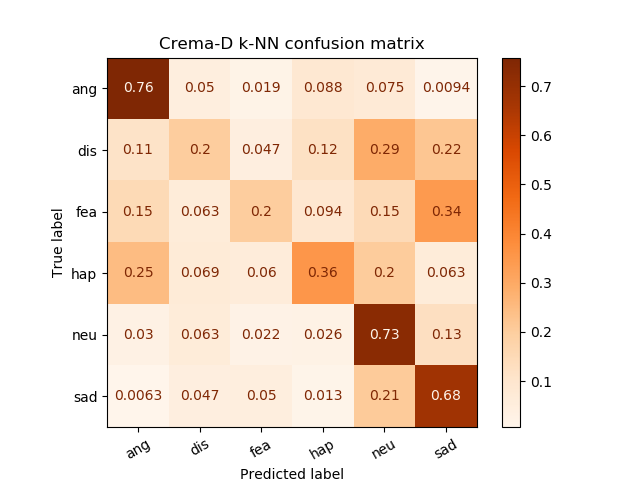 Crema-D k-NN confusion matrix
ang 0.76 0.05 0.019 0.088 0.075 0.0094
dis 0.11 0.2 0.047 0.12 0.29 0.22
fea 0.15 0.063 0.2 0.094 0.15 0.34
hap 0.25 0.069 0.06 0.36 0.2 0.063
neu 0.03 0.063 0.022 0.026 0.73 0.13
sad 0.0063 0.047 0.05 0.013 0.21 0.68
ang dis fea hap neu sad
Predicted label
True label
0.7
0.6
0.5
0.4
0.3
0.2
0.1